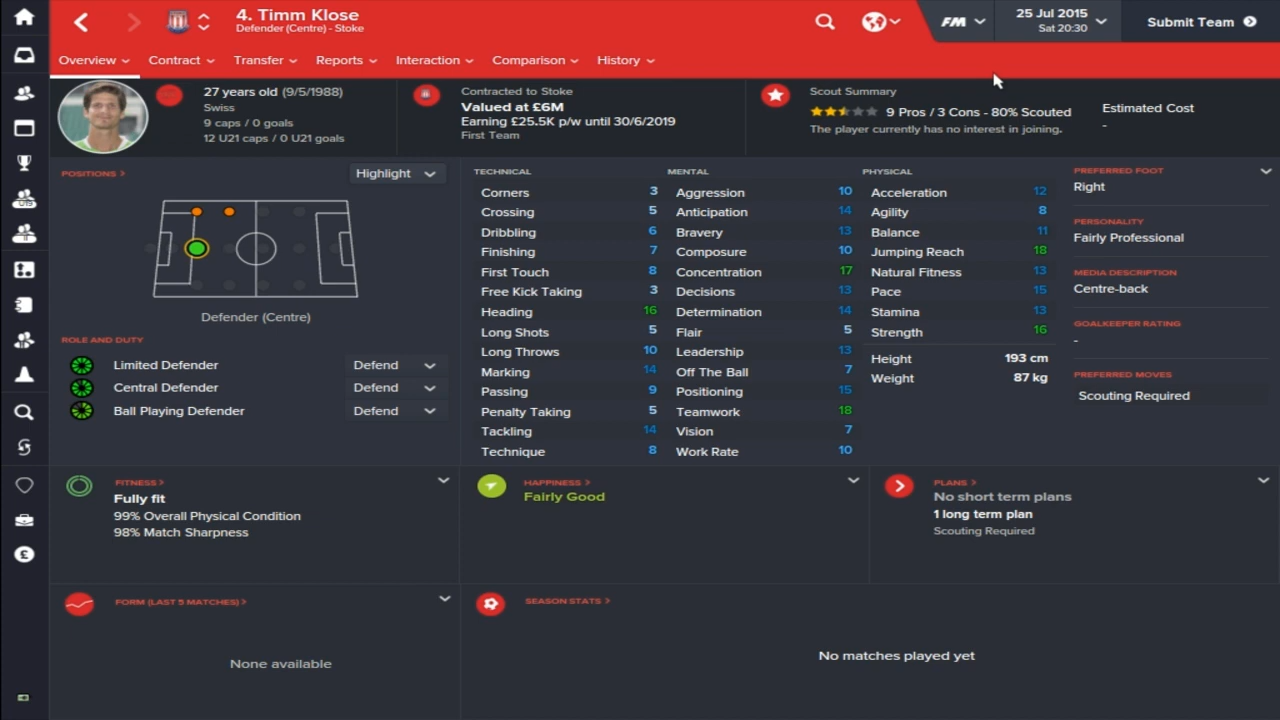 4. Timm Klose
Defender (Centre) - Stoke
FM
25 Jul 2015
Sat 20:30
Submit Team
Overview
Contract
Transfer
Reports
Interaction
Comparison
History
27 years old (9/5/1988)
Swiss
9 caps / 0 goals
12 U21 caps / 0 U21 goals
Contracted to Stoke
Valued at £6M
Earning £25.5K p/w until 30/6/2019
First Team
Scout Summary
9 Pros / 3 Cons - 80% Scouted
The player currently has no interest in joining.
Estimated Cost
-
POSITIONS >
Highlight
Defender (Centre)
ROLE AND DUTY
Limited Defender Defend
Central Defender Defend
Ball Playing Defender Defend
TECHNICAL
Corners 3
Crossing 5
Dribbling 6
Finishing 7
First Touch 8
Free Kick Taking 3
Heading 16
Long Shots 5
Long Throws 10
Marking 14
Passing 9
Penalty Taking 5
Tackling 14
Technique 8
MENTAL
Aggression 10
Anticipation 14
Bravery 13
Composure 10
Concentration 17
Decisions 13
Determination 14
Flair 5
Leadership 13
Off The Ball 7
Positioning 15
Teamwork 18
Vision 7
Work Rate 10
PHYSICAL
Acceleration 12
Agility 8
Balance 11
Jumping Reach 18
Natural Fitness 13
Pace 15
Stamina 13
Strength 16
Height 193 cm
Weight 87 kg
PREFERRED FOOT
Right
PERSONALITY
Fairly Professional
MEDIA DESCRIPTION
Centre-back
GOALKEEPER RATING
-
PREFERRED MOVES
Scouting Required
FITNESS >
Fully fit
99% Overall Physical Condition
98% Match Sharpness
HAPPINESS >
Fairly Good
PLANS >
No short term plans
1 long term plan
Scouting Required
FORM (LAST 5 MATCHES) >
None available
SEASON STATS >
No matches played yet